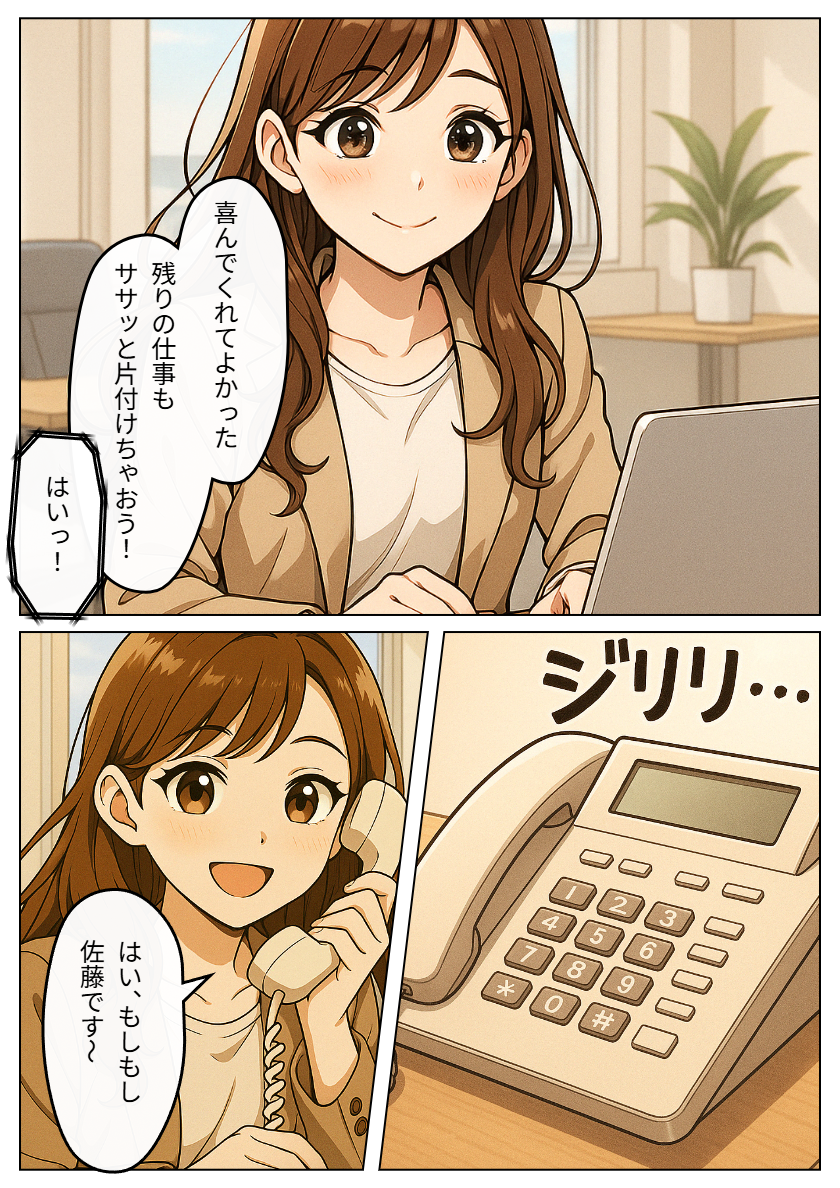 喜んでくれてよかった
残りの仕事も
ササッと片付けちゃおう！
はいっ！
ジリリ…
1 2 3
4 5 6
7 8 9
* 0 #
はい、もしもし
佐藤です〜